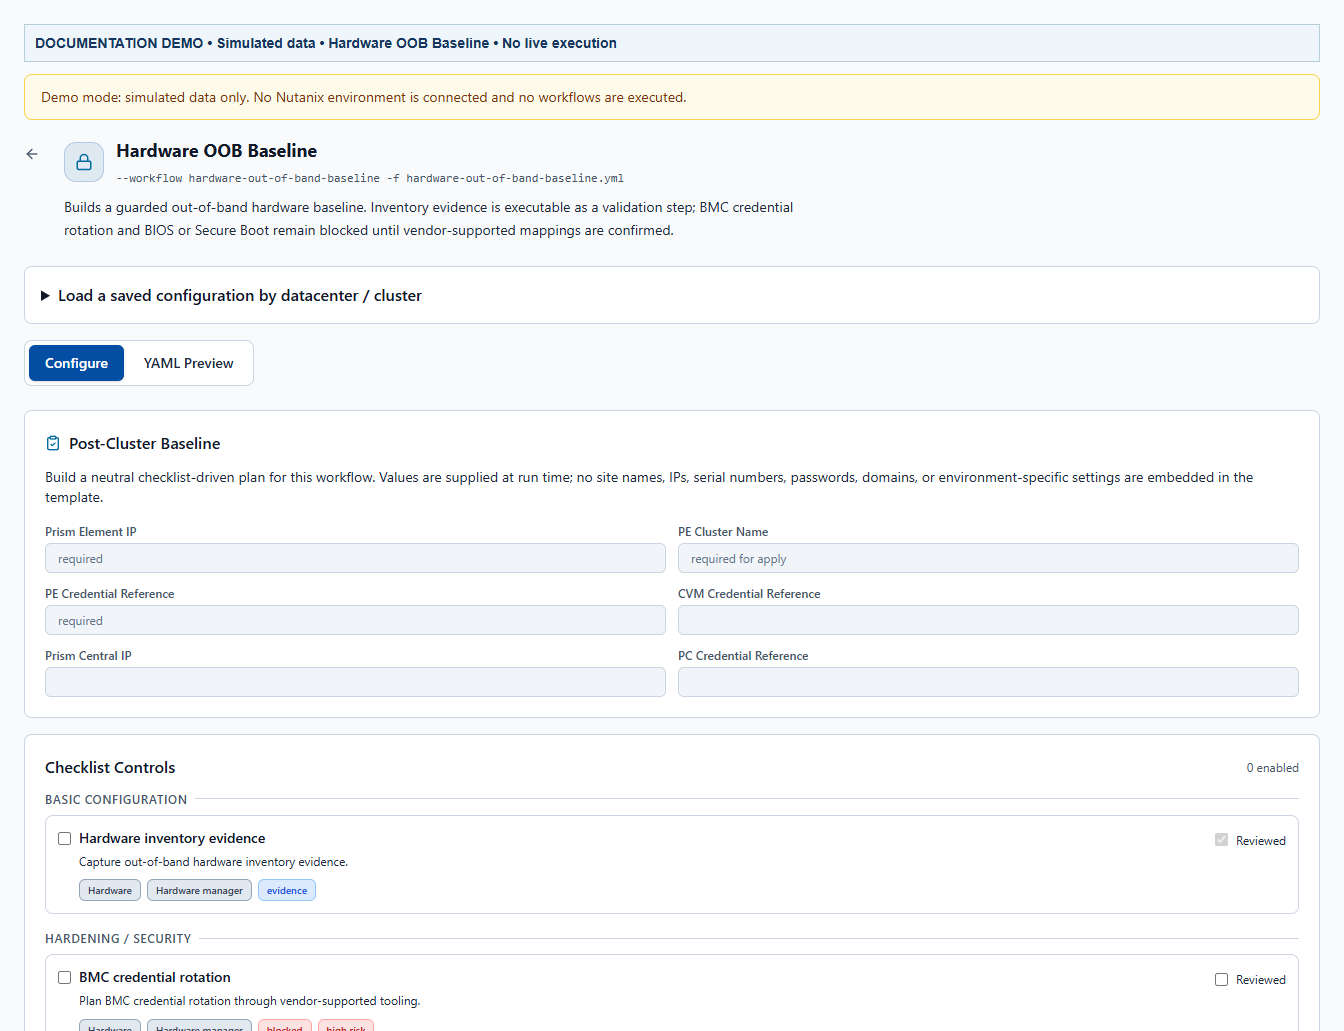 DOCUMENTATION DEMO • Simulated data • Hardware OOB Baseline • No live execution
Demo mode: simulated data only. No Nutanix environment is connected and no workflows are executed.
Hardware OOB Baseline
--workflow hardware-out-of-band-baseline -f hardware-out-of-band-baseline.yml
Builds a guarded out-of-band hardware baseline. Inventory evidence is executable as a validation step; BMC credential
rotation and BIOS or Secure Boot remain blocked until vendor-supported mappings are confirmed.
Load a saved configuration by datacenter / cluster
Configure YAML Preview
Post-Cluster Baseline
Build a neutral checklist-driven plan for this workflow. Values are supplied at run time; no site names, IPs, serial numbers, passwords, domains, or environment-specific settings are embedded in the
template.
Prism Element IP PE Cluster Name
required required for apply
PE Credential Reference CVM Credential Reference
required
Prism Central IP PC Credential Reference
Checklist Controls 0 enabled
BASIC CONFIGURATION
Hardware inventory evidence Reviewed
Capture out-of-band hardware inventory evidence.
Hardware Hardware manager evidence
HARDENING / SECURITY
BMC credential rotation Reviewed
Plan BMC credential rotation through vendor-supported tooling.
Hardware Hardware manager blocked high risk